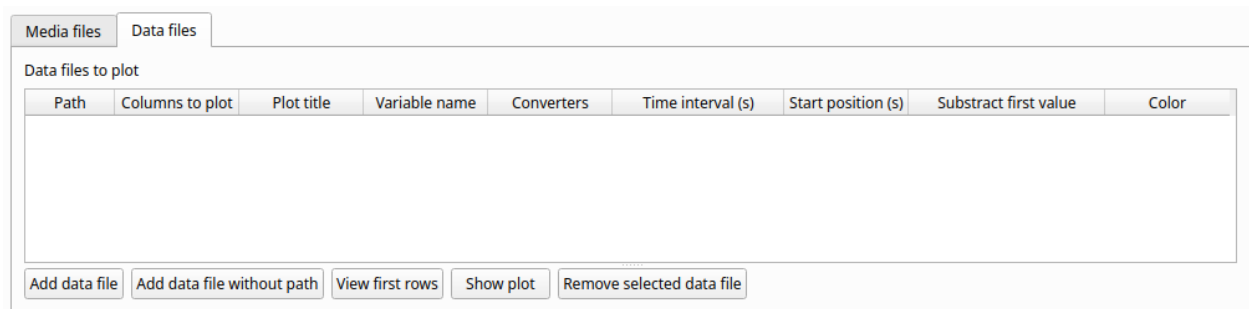 Media files Data files
Data files to plot
Path Columns to plot Plot title Variable name Converters Time interval (s) Start position (s) Substract first value Color
Add data file Add data file without path View first rows Show plot Remove selected data file